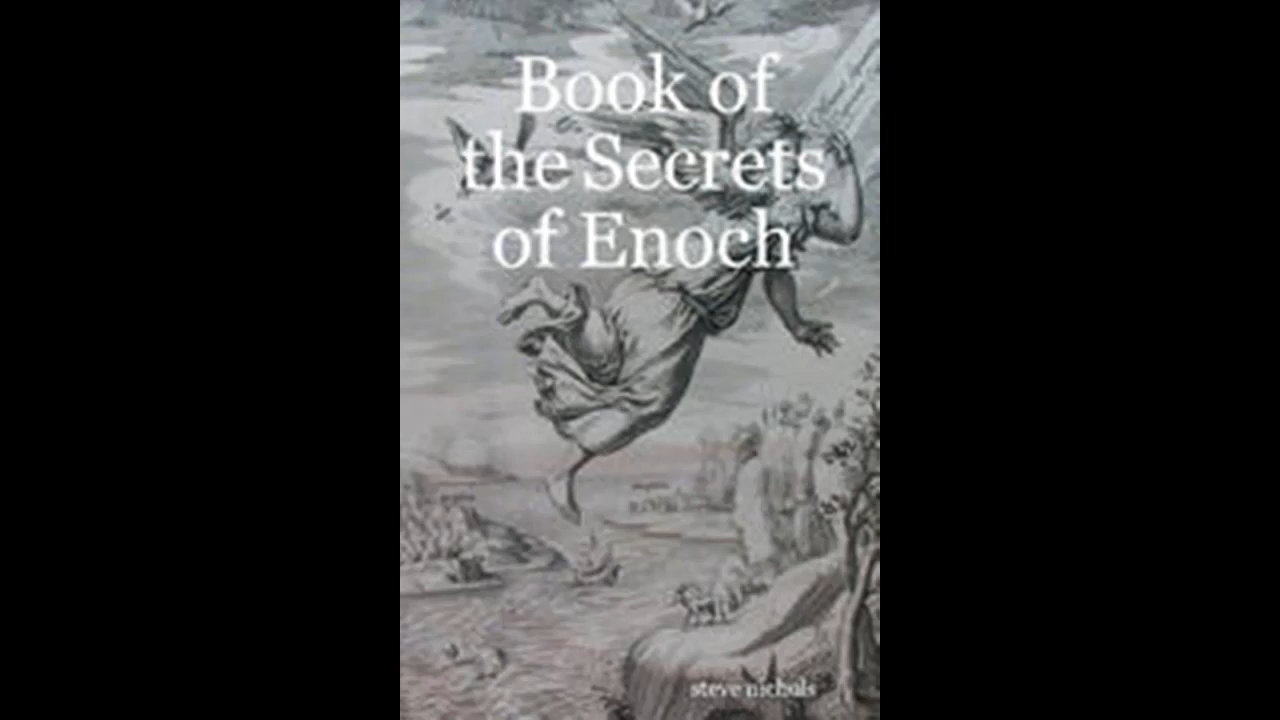 Book of
the Secrets
of Enoch
steve nichols